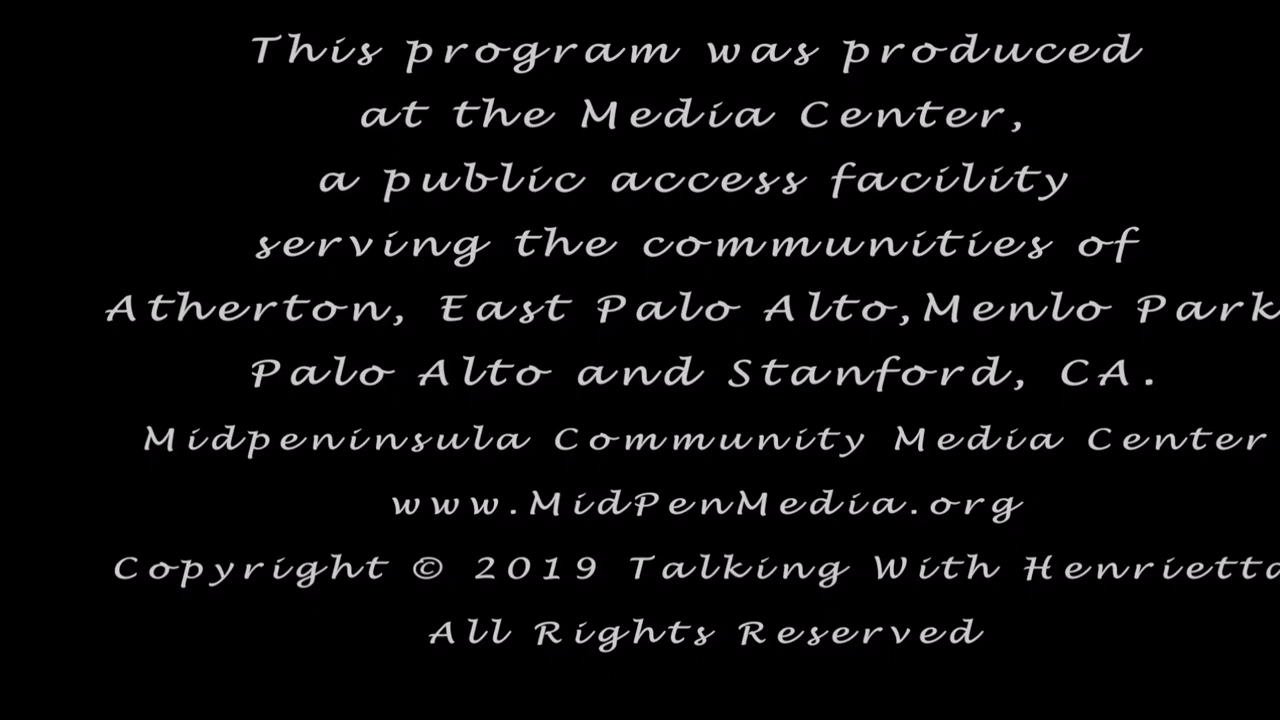 This program was produced
at the Media Center,
a public access facility
serving the communities of
Atherton, East Palo Alto,Menlo Park
Palo Alto and Stanford, CA.
Midpeninsula Community Media Center
www.MidPenMedia.org
Copyright © 2019 Talking With Henrietta
All Rights Reserved